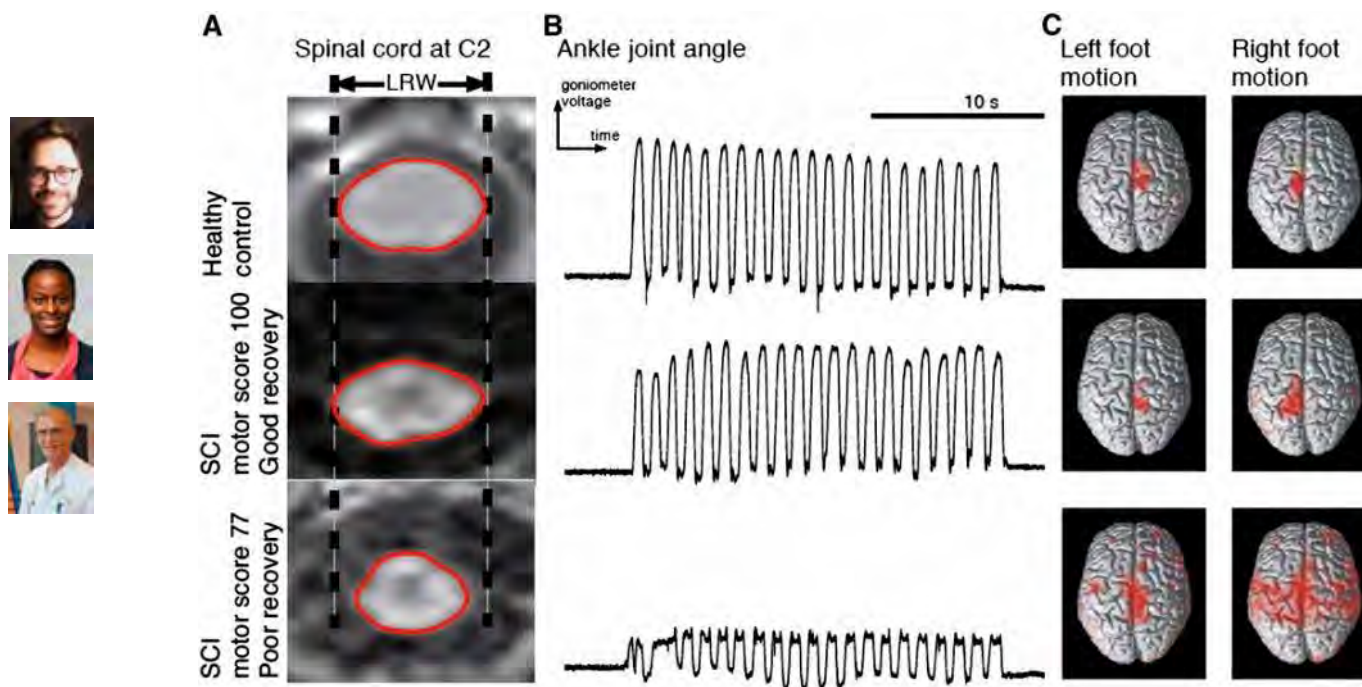 A
Spinal cord at C2
LRW
B
Ankle joint angle
goniometer
voltage
time
10 s
C
Left foot
motion
Right foot
motion
Healthy
control
SCI
motor score 100
Good recovery
SCI
motor score 77
Poor recovery